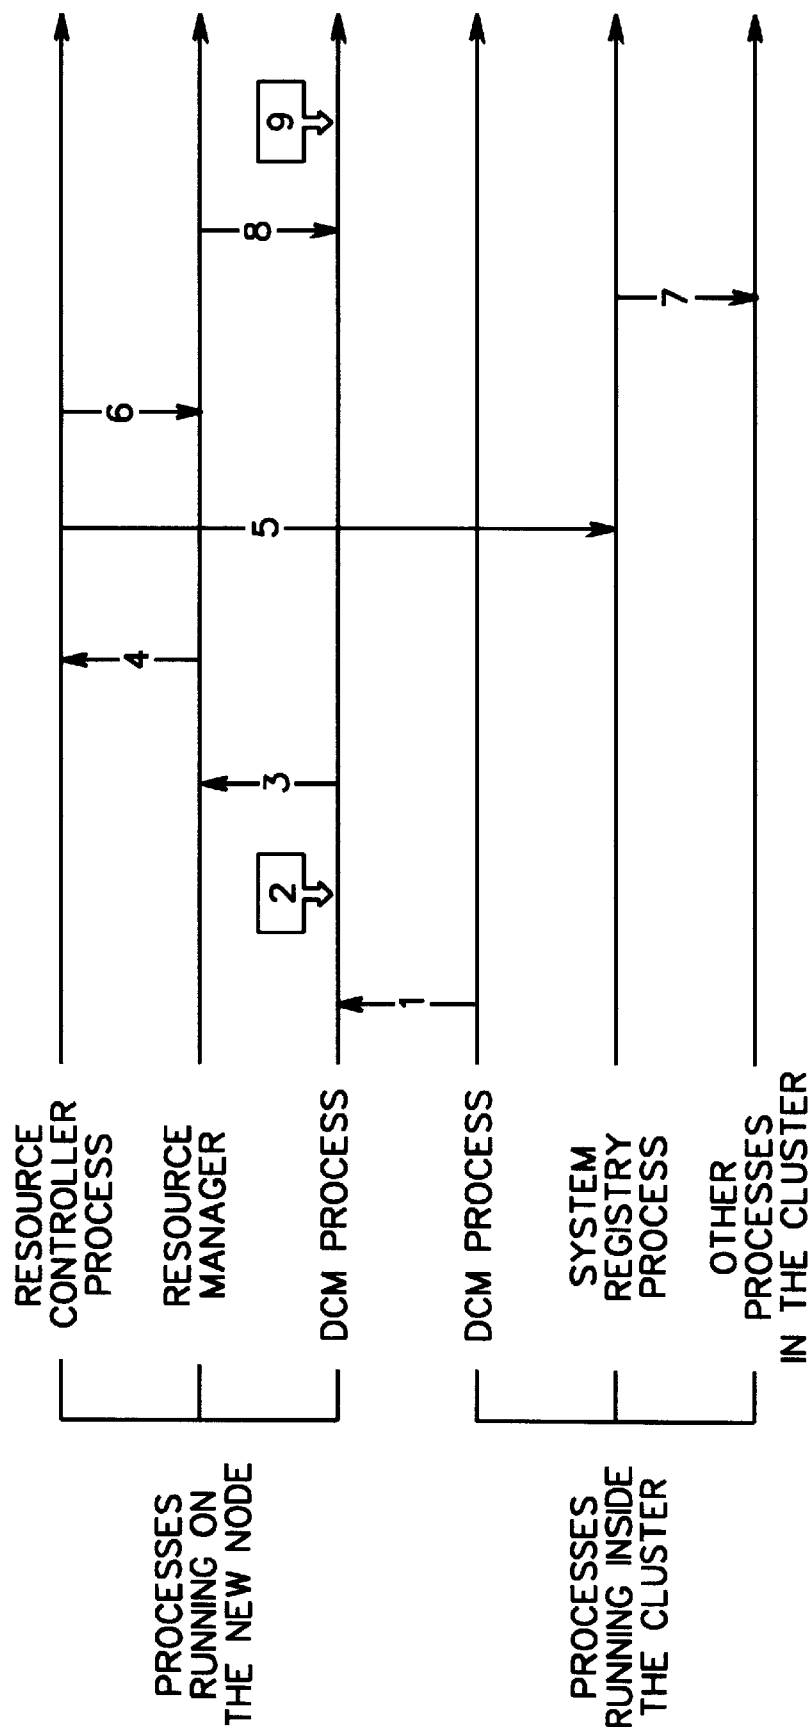 PROCESSES
RUNNING ON
THE NEW NODE
RESOURCE
CONTROLLER
PROCESS
RESOURCE
MANAGER
DCM PROCESS
PROCESSES
RUNNING INSIDE
THE CLUSTER
DCM PROCESS
SYSTEM
REGISTRY
PROCESS
OTHER
PROCESSES
IN THE CLUSTER
1
2
3
4
5
6
7
8
9